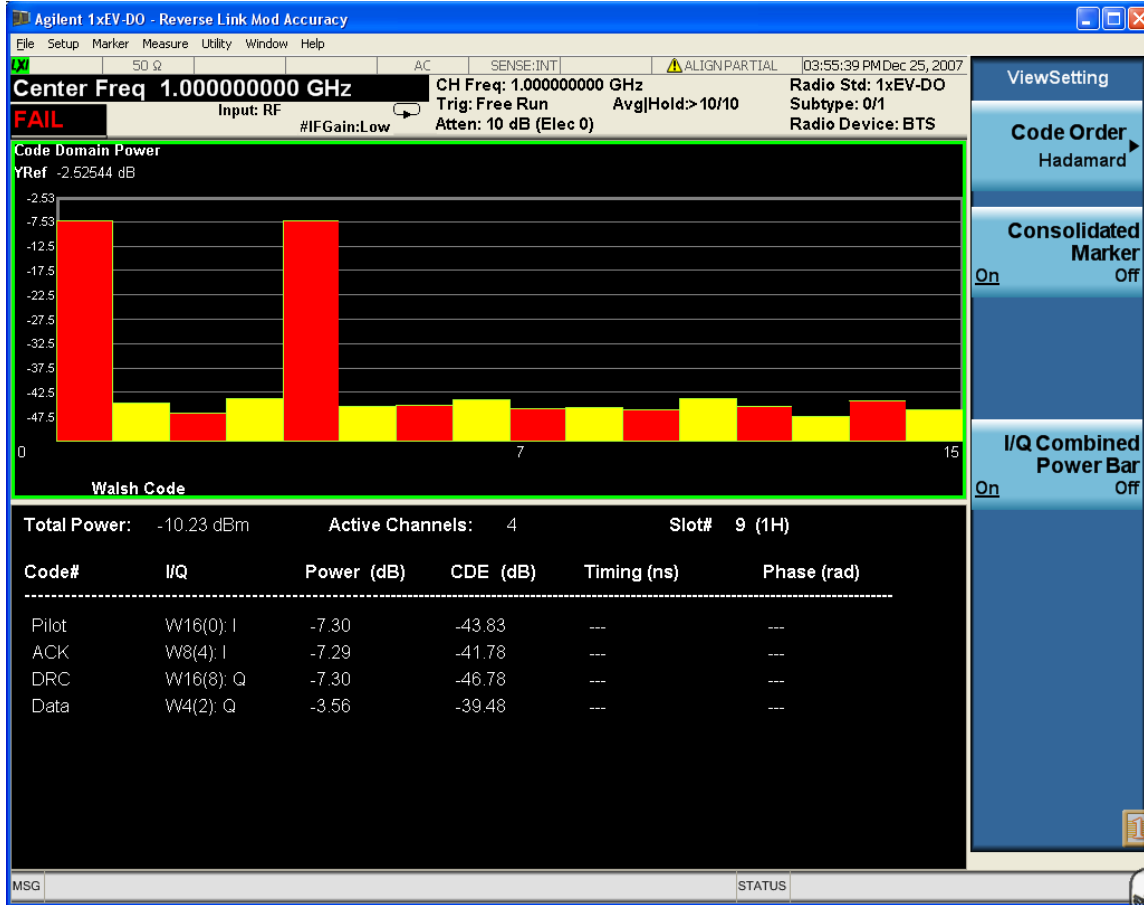 Agilent 1xEV-DO - Reverse Link Mod Accuracy
File Setup Marker Measure Utility Window Help
LXI 50 Ω AC SENSE:INT ALIGN PARTIAL 03:55:39 PM Dec 25, 2007
Center Freq 1.000000000 GHz
CH Freq: 1.000000000 GHz Radio Std: 1xEV-DO
Input: RF Trig: Free Run Avg|Hold:>10/10 Subtype: 0/1
FAIL #IFGain:Low Atten: 10 dB (Elec 0) Radio Device: BTS
Code Domain Power
YRef -2.52544 dB
-2.53
-7.53
-12.5
-17.5
-22.5
-27.5
-32.5
-37.5
-42.5
-47.5
0 7 15
Walsh Code
Total Power: -10.23 dBm Active Channels: 4 Slot# 9 (1H)
Code# I/Q Power (dB) CDE (dB) Timing (ns) Phase (rad)
Pilot W16(0): I -7.30 -43.83 --- ---
ACK W8(4): I -7.29 -41.78 --- ---
DRC W16(8): Q -7.30 -46.78 --- ---
Data W4(2): Q -3.56 -39.48 --- ---
ViewSetting
Code Order
Hadamard
Consolidated
Marker
On Off
I/Q Combined
Power Bar
On Off
1
MSG STATUS